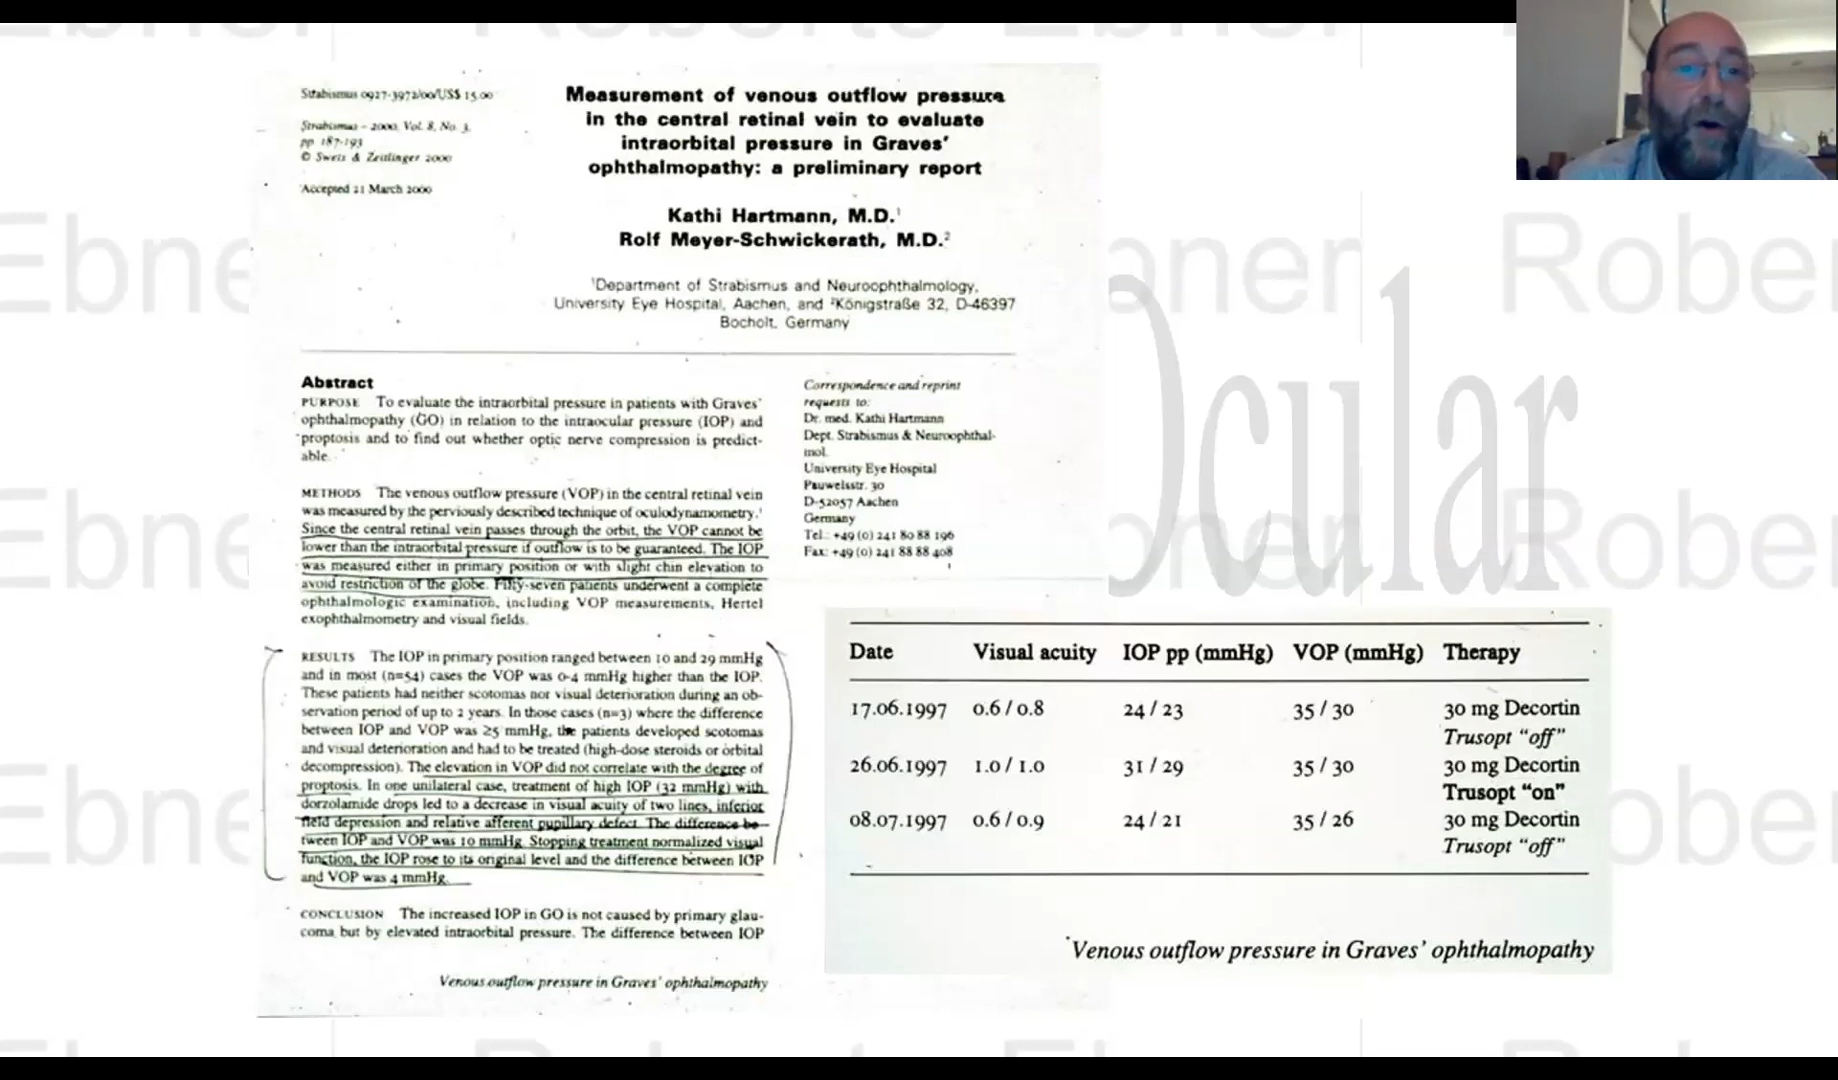 Roberto Ebner
Strabismus 0927-3972/00/US$ 15.00
Strabismus – 2000, Vol. 8, No. 3,
pp. 187-193
© Swets & Zeitlinger 2000
Accepted 21 March 2000
Measurement of venous outflow pressure
in the central retinal vein to evaluate
intraorbital pressure in Graves'
ophthalmopathy: a preliminary report
Kathi Hartmann, M.D.¹
Rolf Meyer-Schwickerath, M.D.²
¹Department of Strabismus and Neuroophthalmology,
University Eye Hospital, Aachen, and ²Königstraße 32, D-46397
Bocholt, Germany
Abstract
PURPOSE To evaluate the intraorbital pressure in patients with Graves'
ophthalmopathy (GO) in relation to the intraocular pressure (IOP) and
proptosis and to find out whether optic nerve compression is predict-
able.
METHODS The venous outflow pressure (VOP) in the central retinal vein
was measured by the perviously described technique of oculodynamometry.¹
Since the central retinal vein passes through the orbit, the VOP cannot be
lower than the intraorbital pressure if outflow is to be guaranteed. The IOP
was measured either in primary position or with slight chin elevation to
avoid restriction of the globe. Fifty-seven patients underwent a complete
ophthalmologic examination, including VOP measurements, Hertel
exophthalmometry and visual fields.
RESULTS The IOP in primary position ranged between 10 and 29 mmHg
and in most (n=54) cases the VOP was 0-4 mmHg higher than the IOP.
These patients had neither scotomas nor visual deterioration during an ob-
servation period of up to 2 years. In those cases (n=3) where the difference
between IOP and VOP was ≥5 mmHg, the patients developed scotomas
and visual deterioration and had to be treated (high-dose steroids or orbital
decompression). The elevation in VOP did not correlate with the degree of
proptosis. In one unilateral case, treatment of high IOP (32 mmHg) with
dorzolamide drops led to a decrease in visual acuity of two lines, inferior
field depression and relative afferent pupillary defect. The difference be-
tween IOP and VOP was 10 mmHg. Stopping treatment normalized visual
function, the IOP rose to its original level and the difference between IOP
and VOP was 4 mmHg.
CONCLUSION The increased IOP in GO is not caused by primary glau-
coma but by elevated intraorbital pressure. The difference between IOP
Venous outflow pressure in Graves' ophthalmopathy
Correspondence and reprint
requests to:
Dr. med. Kathi Hartmann
Dept. Strabismus & Neuroophthal-
mol.
University Eye Hospital
Pauwelsstr. 30
D-52057 Aachen
Germany
Tel.: +49 (0) 241 80 88 196
Fax: +49 (0) 241 88 88 408
Ocular
Date Visual acuity IOP pp (mmHg) VOP (mmHg) Therapy
17.06.1997 0.6 / 0.8 24 / 23 35 / 30 30 mg Decortin
Trusopt "off"
26.06.1997 1.0 / 1.0 31 / 29 35 / 30 30 mg Decortin
Trusopt "on"
08.07.1997 0.6 / 0.9 24 / 21 35 / 26 30 mg Decortin
Trusopt "off"
Venous outflow pressure in Graves' ophthalmopathy